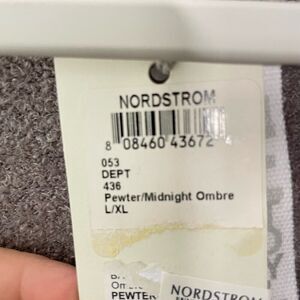 NORDSTROM
8 08460 43672
053
DEPT
436
Pewter/Midnight Ombre
L/XL
PEWTER
NORDSTROM